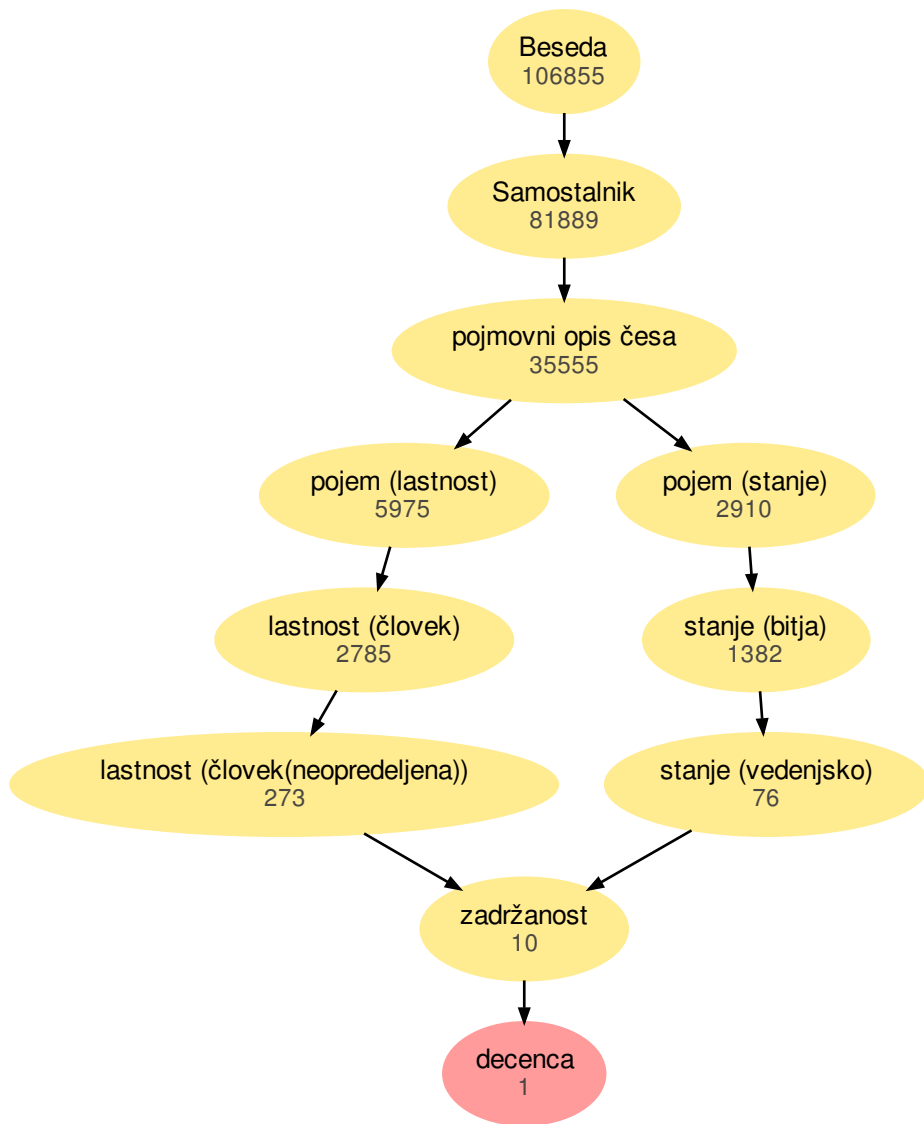 Beseda
106855
Samostalnik
81889
pojmovni opis česa
35555
pojem (lastnost)
5975
pojem (stanje)
2910
lastnost (človek)
2785
stanje (bitja)
1382
lastnost (človek(neopredeljena))
273
stanje (vedenjsko)
76
zadržanost
10
decenca
1